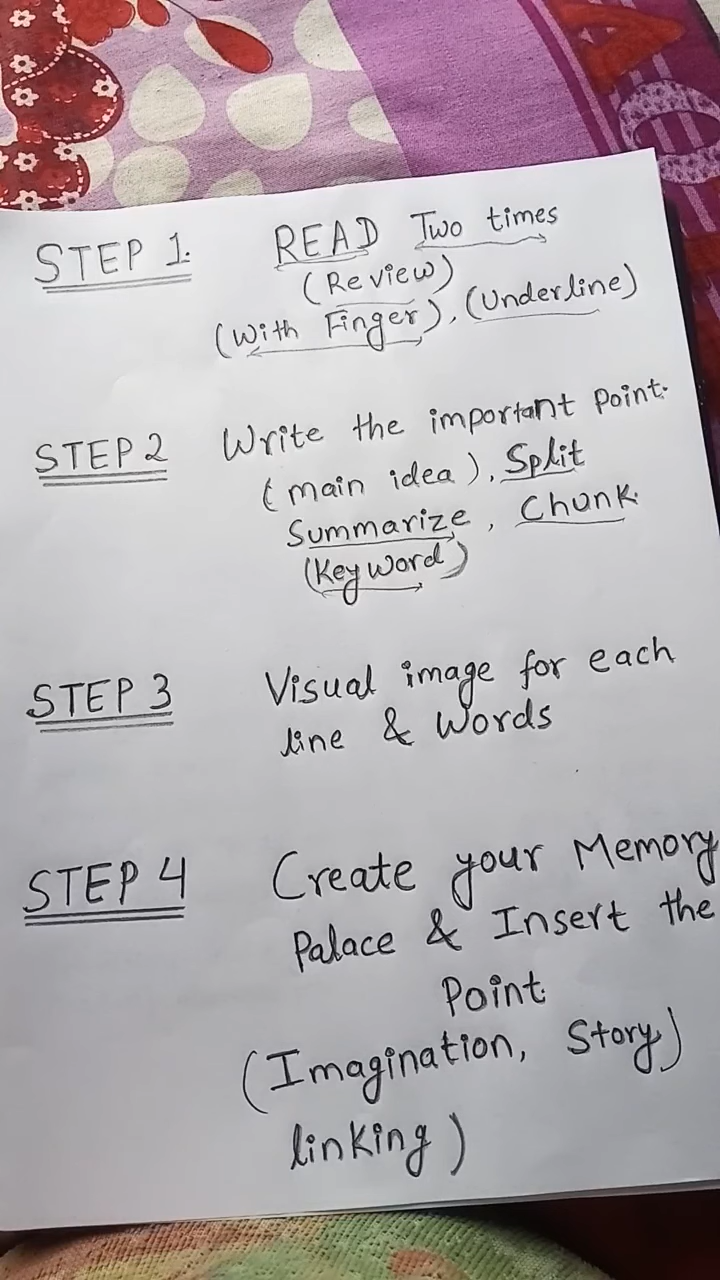 STEP 1. READ Two times
(Review)
(With Finger), (Underline)
STEP 2 Write the important point.
(main idea), Split
Summarize, Chunk.
(Key word)
STEP 3 Visual image for each
line & Words
STEP 4 Create your Memory
Palace & Insert the
Point.
(Imagination, Story)
linking)